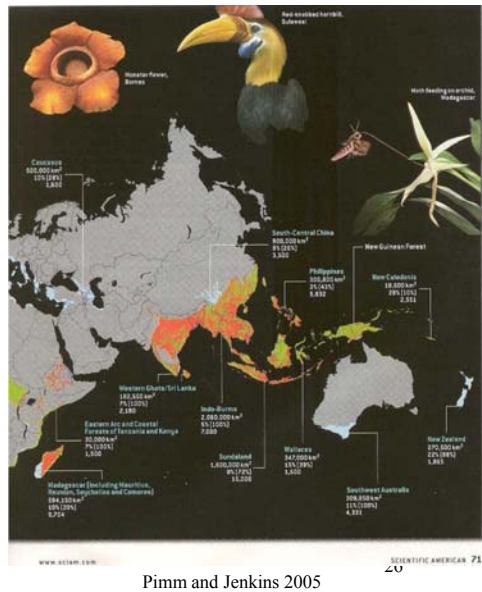 Monster flower,
Borneo
Red-knobbed hornbill,
Sulawesi
Moth feeding on orchid,
Madagascar
Caucasus
500,000 km²
10% (28%)
South-Central China
800,000 km²
8% (26%)
3,500
Philippines
300,800 km²
3% (43%)
5,832
New Guinean Forest
New Caledonia
18,600 km²
28% (10%)
2,551
Western Ghats/Sri Lanka
182,500 km²
7% (100%)
2,180
Indo-Burma
2,060,000 km²
5% (100%)
7,000
Eastern Arc and Coastal
Forests of Tanzania and Kenya
30,000 km²
7% (100%)
1,500
Sundaland
1,600,000 km²
8% (72%)
15,000
Wallacea
347,000 km²
15% (39%)
1,500
New Zealand
270,500 km²
22% (88%)
1,865
Madagascar (including Mauritius,
Reunion, Seychelles and Comores)
594,150 km²
10% (20%)
9,704
Southwest Australia
309,850 km²
11% (100%)
4,331
www.sciam.com
SCIENTIFIC AMERICAN 71
26
Pimm and Jenkins 2005